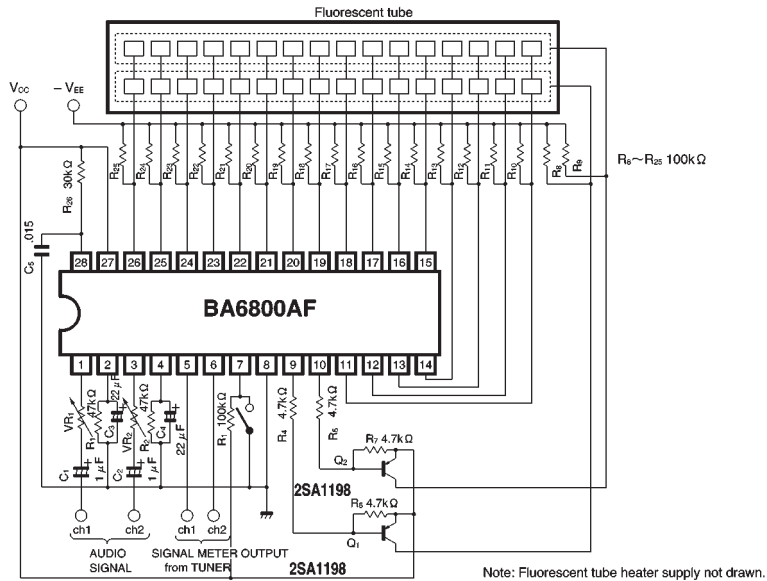 Fluorescent tube
Vcc
– VEE
R25
R24
R23
R22
R21
R20
R19
R18
R17
R16
R15
R14
R13
R12
R11
R10
R8
R9
R6～R25 100kΩ
R26 30kΩ
C5 .015
28 27 26 25 24 23 22 21 20 19 18 17 16 15
BA6800AF
1 2 3 4 5 6 7 8 9 10 11 12 13 14
VR1
R1 47kΩ
C3 22μF
VR2
R2 47kΩ
C4 22μF
R1 100kΩ
R4 4.7kΩ
R6 4.7kΩ
C1 1μF
C2 1μF
R7 4.7kΩ
Q2
2SA1198
R5 4.7kΩ
Q1
2SA1198
ch1 ch2 ch1 ch2
AUDIO SIGNAL
SIGNAL METER OUTPUT from TUNER
Note: Fluorescent tube heater supply not drawn.